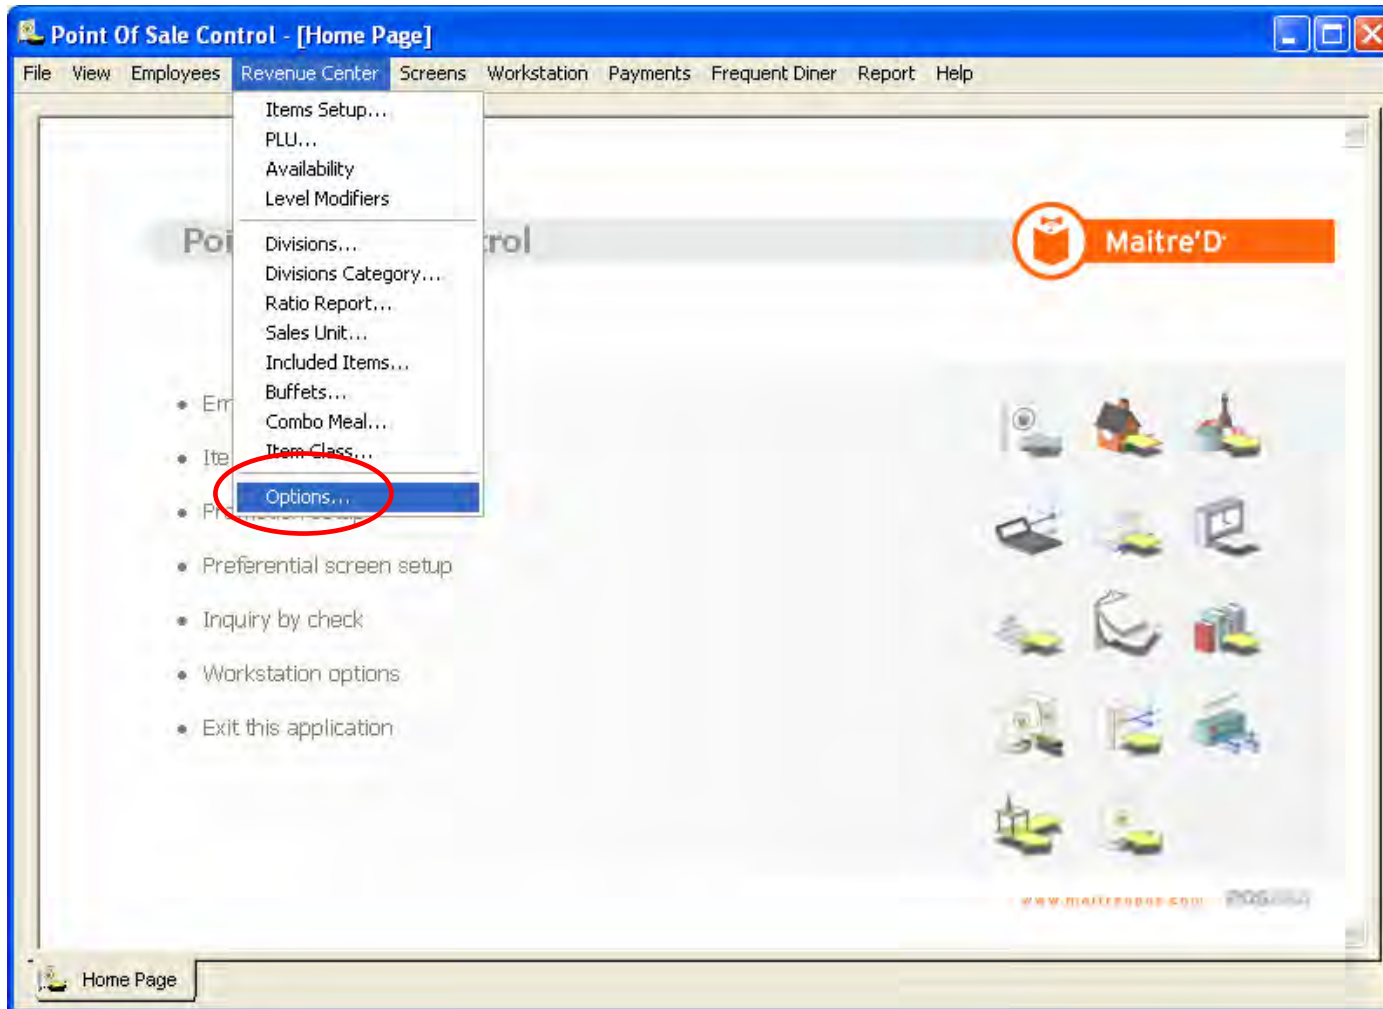 Point Of Sale Control - [Home Page]
File View Employees Revenue Center Screens Workstation Payments Frequent Diner Report Help
Items Setup...
PLU...
Availability
Level Modifiers
Divisions...
Divisions Category...
Ratio Report...
Sales Unit...
Included Items...
Buffets...
Combo Meal...
Item Class...
Options...
Maitre'D
Preferential screen setup
Inquiry by check
Workstation options
Exit this application
Home Page